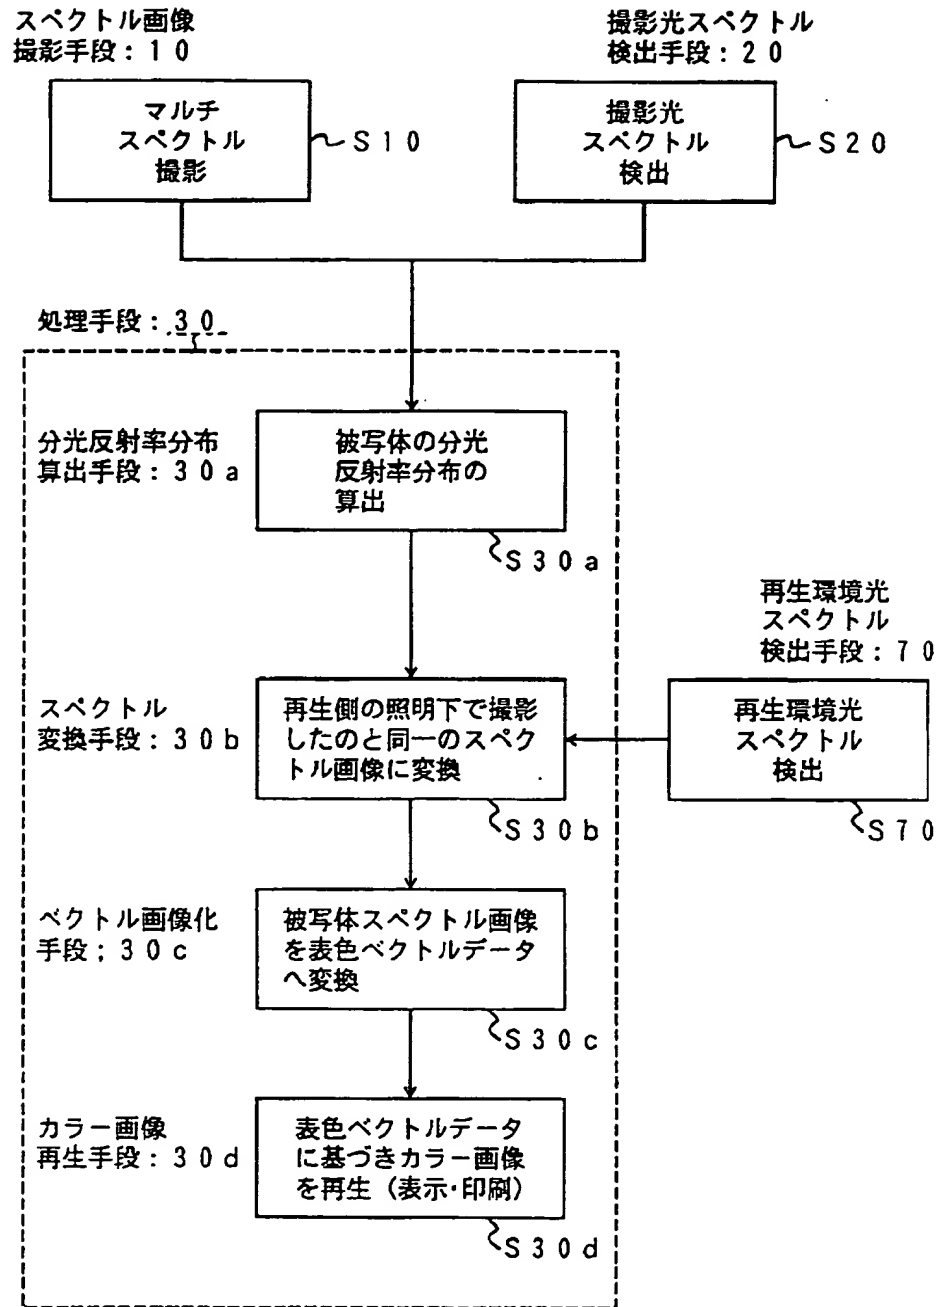 スペクトル画像
撮影手段:10
マルチ
スペクトル
撮影
S10
撮影光スペクトル
検出手段:20
撮影光
スペクトル
検出
S20
処理手段:30
分光反射率分布
算出手段:30a
被写体の分光
反射率分布の
算出
S30a
再生環境光
スペクトル
検出手段:70
スペクトル
変換手段:30b
再生側の照明下で撮影
したのと同一のスペク
トル画像に変換
S30b
再生環境光
スペクトル
検出
S70
ベクトル画像化
手段:30c
被写体スペクトル画像
を表色ベクトルデータ
へ変換
S30c
カラー画像
再生手段:30d
表色ベクトルデータ
に基づきカラー画像
を再生(表示・印刷)
S30d